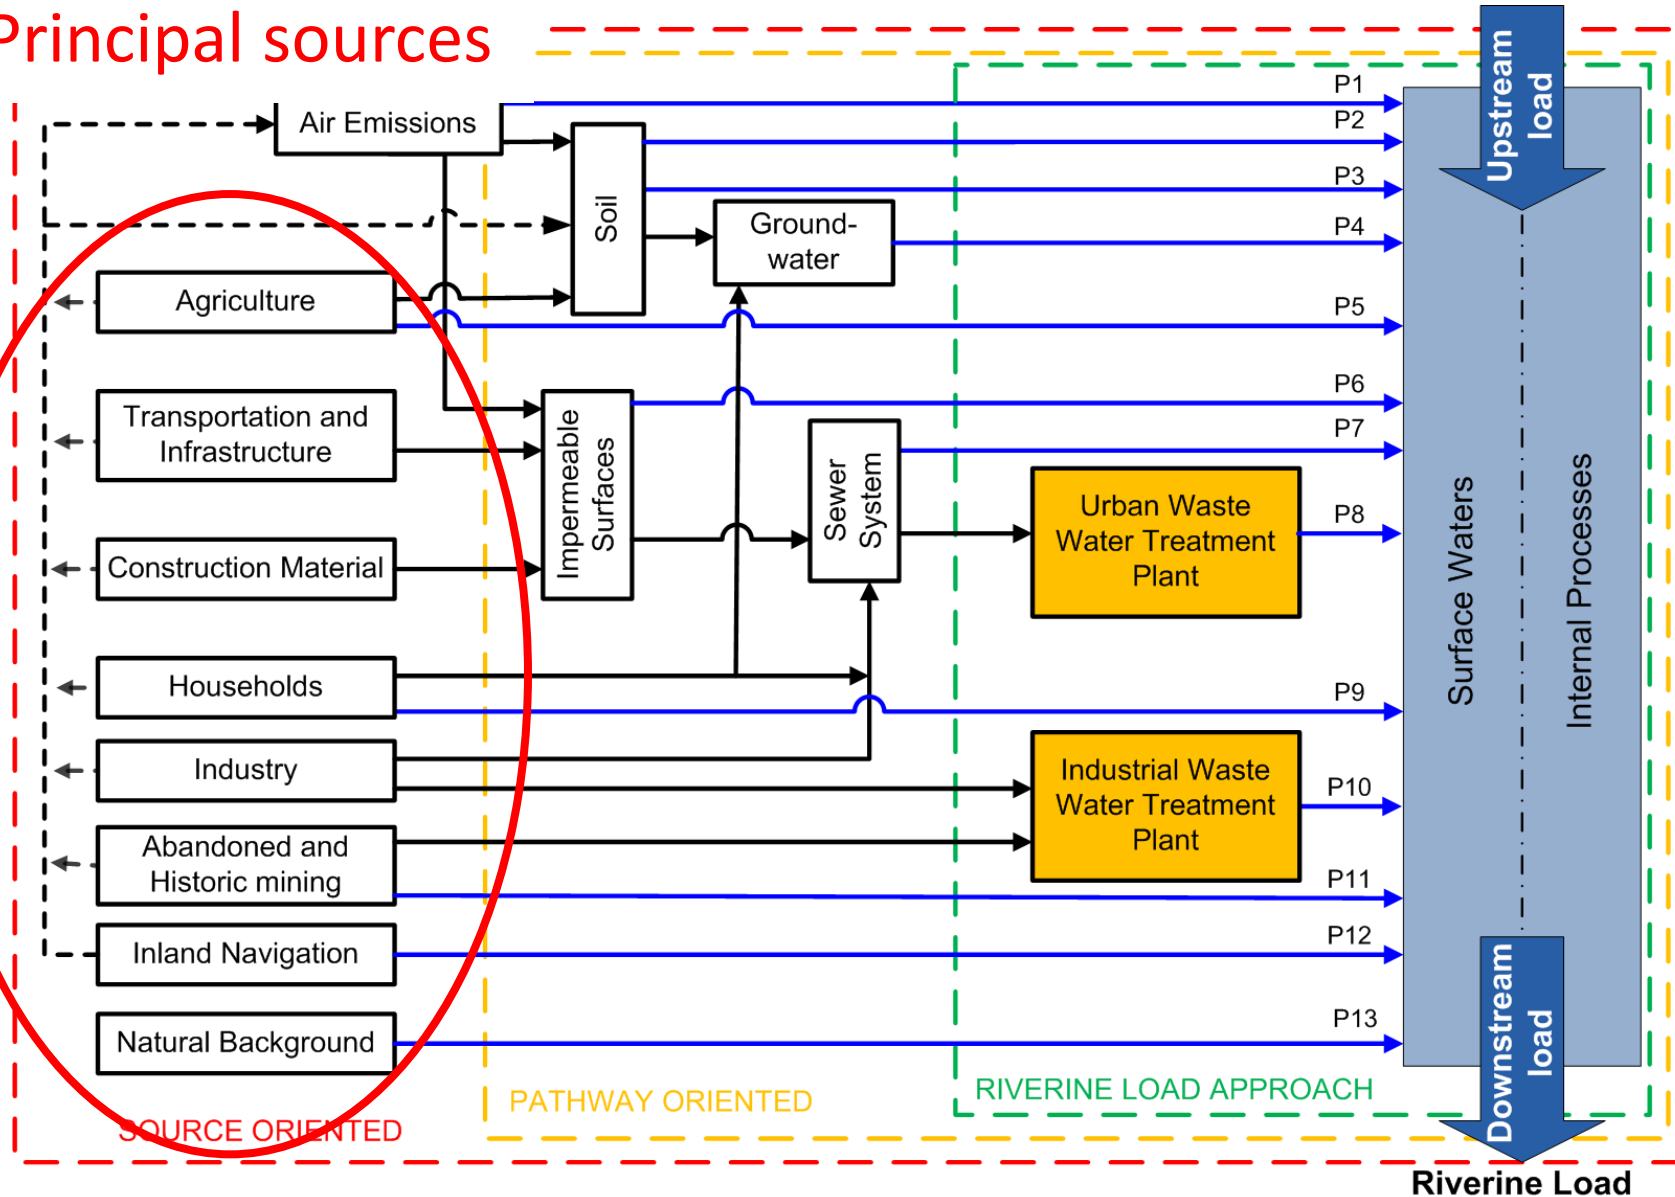 Principal sources
Air Emissions
Soil
Ground-
water
Agriculture
Transportation and
Infrastructure
Impermeable
Surfaces
Sewer
System
Construction Material
Households
Industry
Abandoned and
Historic mining
Inland Navigation
Natural Background
Urban Waste
Water Treatment
Plant
Industrial Waste
Water Treatment
Plant
P1
P2
P3
P4
P5
P6
P7
P8
P9
P10
P11
P12
P13
Upstream
load
Surface Waters
Internal Processes
Downstream
load
SOURCE ORIENTED
PATHWAY ORIENTED
RIVERINE LOAD APPROACH
Riverine Load